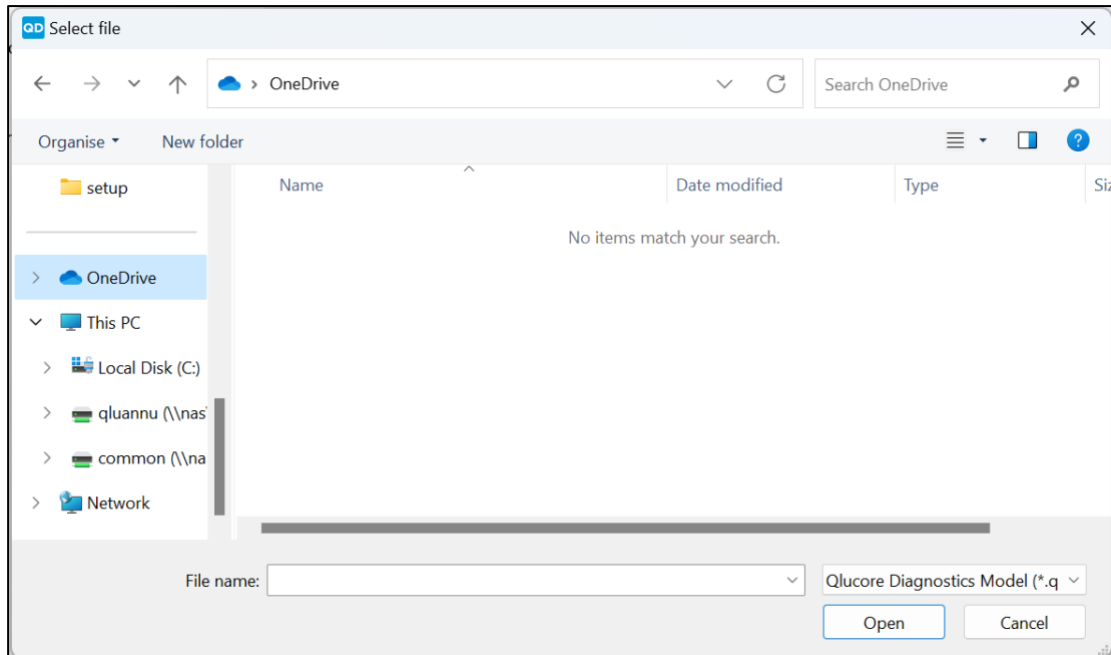 QD Select file
OneDrive
Search OneDrive
Organise New folder
?
setup
Name Date modified Type Siz
No items match your search.
OneDrive
This PC
Local Disk (C:)
qluannu (\\nas
common (\\na
Network
File name:
Qlucore Diagnostics Model (*.q
Open Cancel